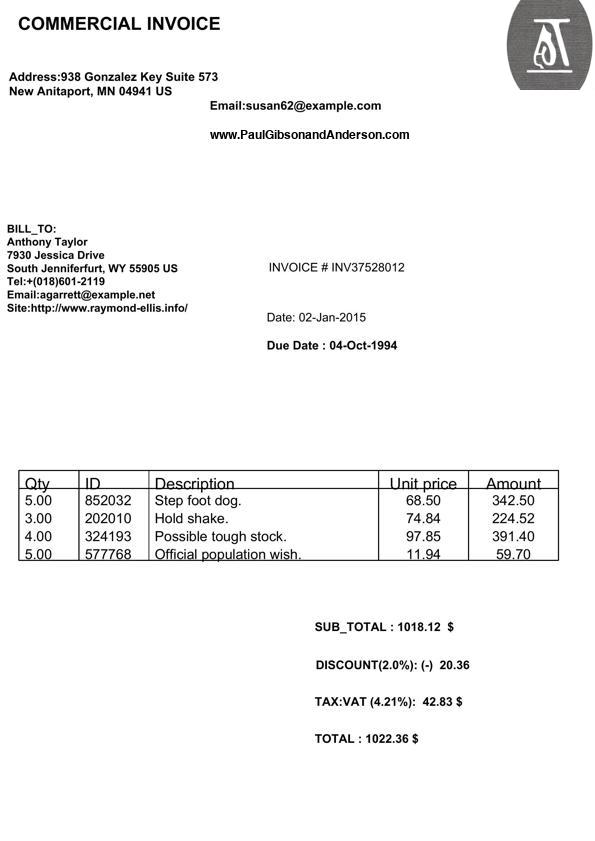 COMMERCIAL INVOICE
Address:938 Gonzalez Key Suite 573
New Anitaport, MN 04941 US
Email:susan62@example.com
www.PaulGibsonandAnderson.com
BILL_TO:
Anthony Taylor
7930 Jessica Drive
South Jenniferfurt, WY 55905 US
Tel:+(018)601-2119
Email:agarrett@example.net
Site:http://www.raymond-ellis.info/
INVOICE # INV37528012
Date: 02-Jan-2015
Due Date : 04-Oct-1994
Qty ID Description Unit price Amount
5.00 852032 Step foot dog. 68.50 342.50
3.00 202010 Hold shake. 74.84 224.52
4.00 324193 Possible tough stock. 97.85 391.40
5.00 577768 Official population wish. 11.94 59.70
SUB_TOTAL : 1018.12 $
DISCOUNT(2.0%): (-) 20.36
TAX:VAT (4.21%): 42.83 $
TOTAL : 1022.36 $